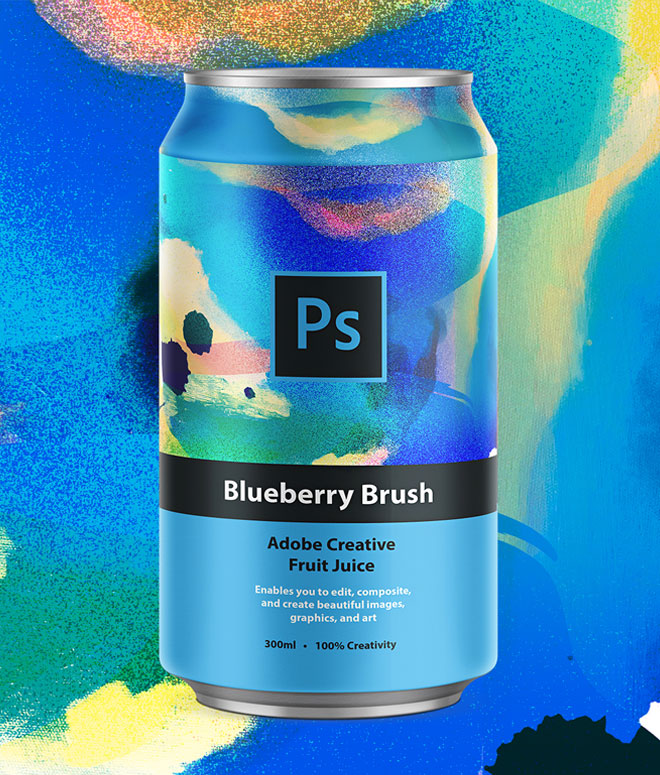 Ps
Blueberry Brush
Adobe Creative
Fruit Juice
Enables you to edit, composite,
and create beautiful images,
graphics, and art
300ml • 100% Creativity